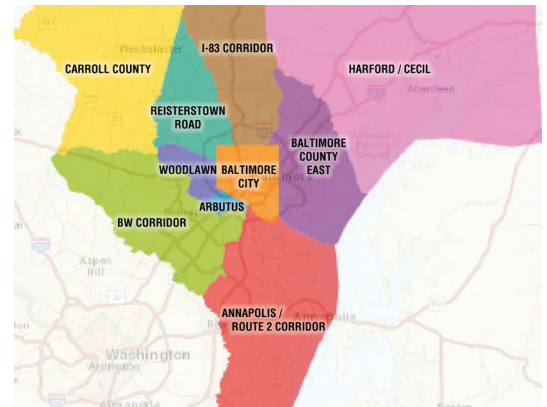 I-83 CORRIDOR
Westminster
CARROLL COUNTY
HARFORD / CECIL
Aberdeen
REISTERSTOWN
ROAD
BALTIMORE
COUNTY
EAST
WOODLAWN
BALTIMORE
CITY
ARBUTUS
BW CORRIDOR
Aspen
Hill
ANNAPOLIS /
ROUTE 2 CORRIDOR
Annapolis
Washington
Arlington
Alexandria